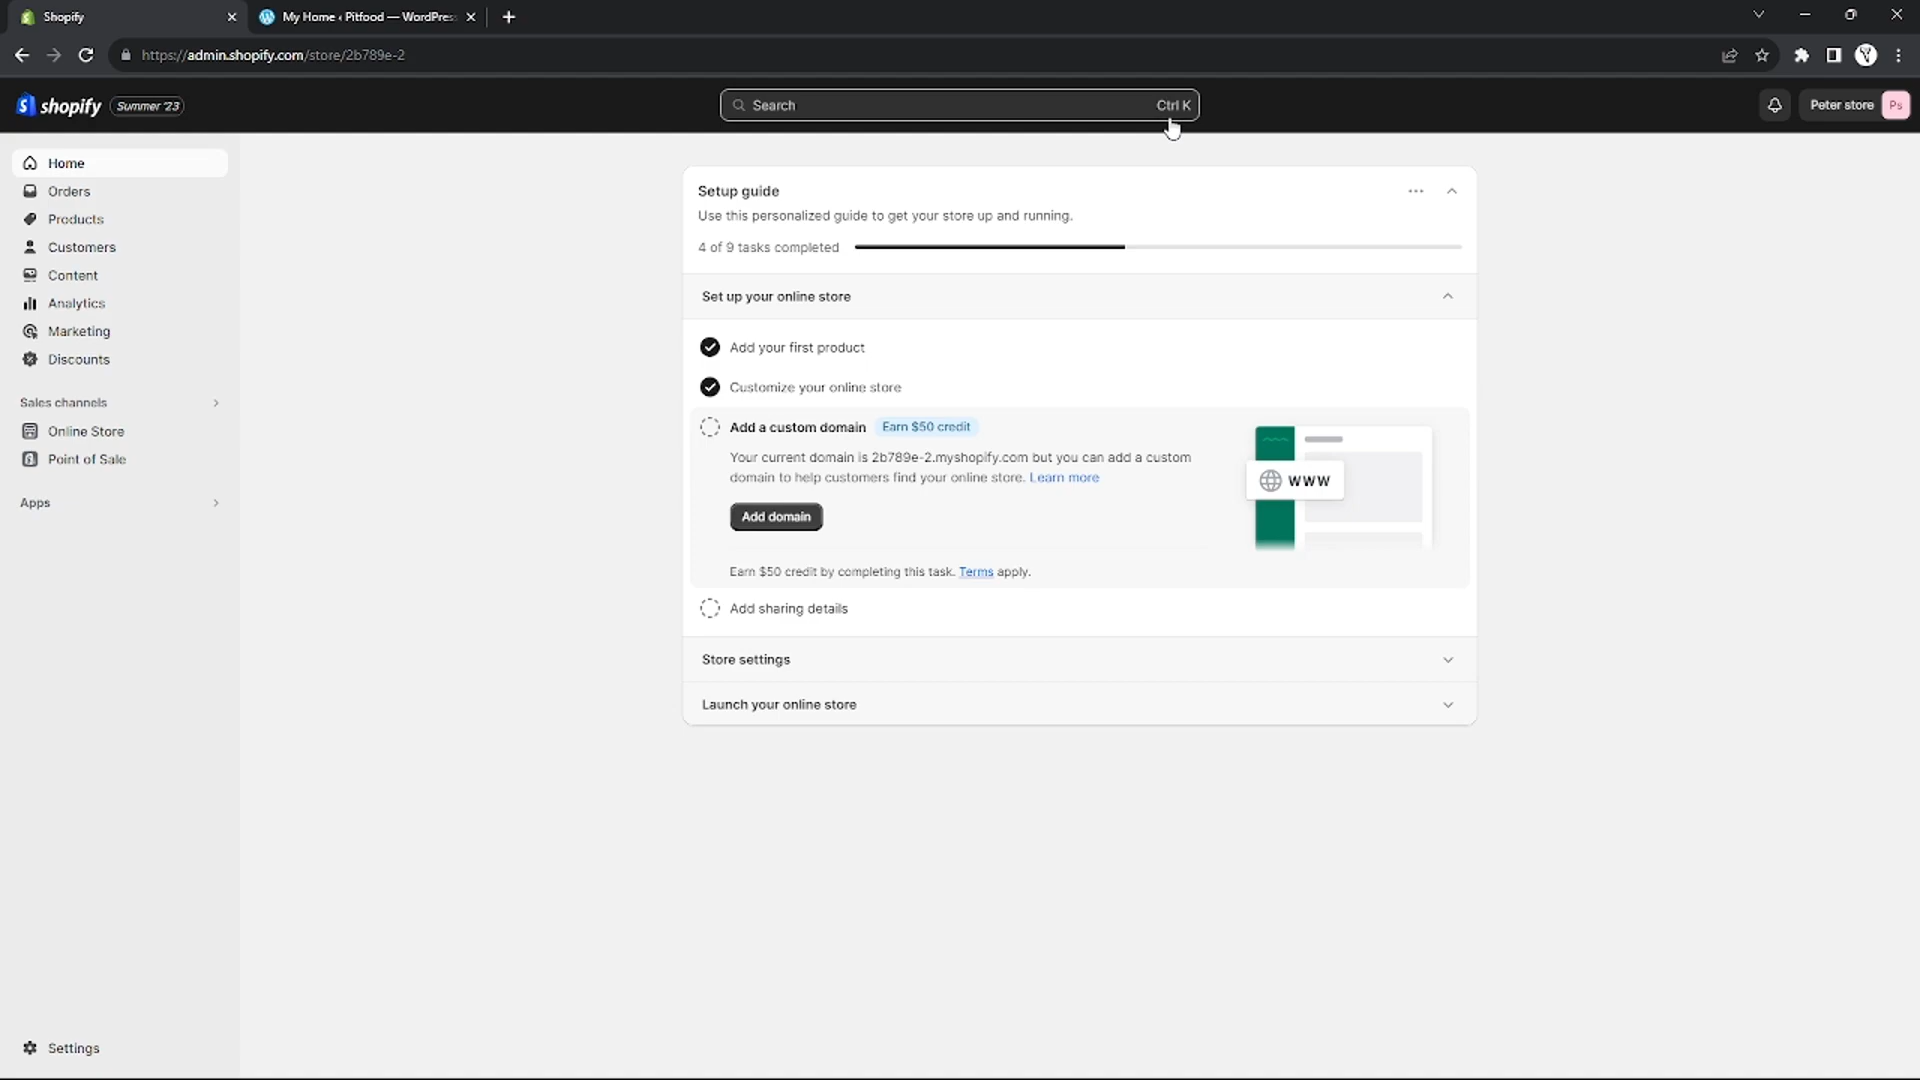 Shopify
My Home ‹ Pitfood — WordPres
https://admin.shopify.com/store/2b789e-2
shopify
Summer '23
Search
Ctrl K
Peter store
Ps
Home
Orders
Products
Customers
Content
Analytics
Marketing
Discounts
Sales channels
Online Store
Point of Sale
Apps
Settings
Setup guide
Use this personalized guide to get your store up and running.
4 of 9 tasks completed
Set up your online store
Add your first product
Customize your online store
Add a custom domain Earn $50 credit
Your current domain is 2b789e-2.myshopify.com but you can add a custom
domain to help customers find your online store. Learn more
Add domain
www
Earn $50 credit by completing this task. Terms apply.
Add sharing details
Store settings
Launch your online store